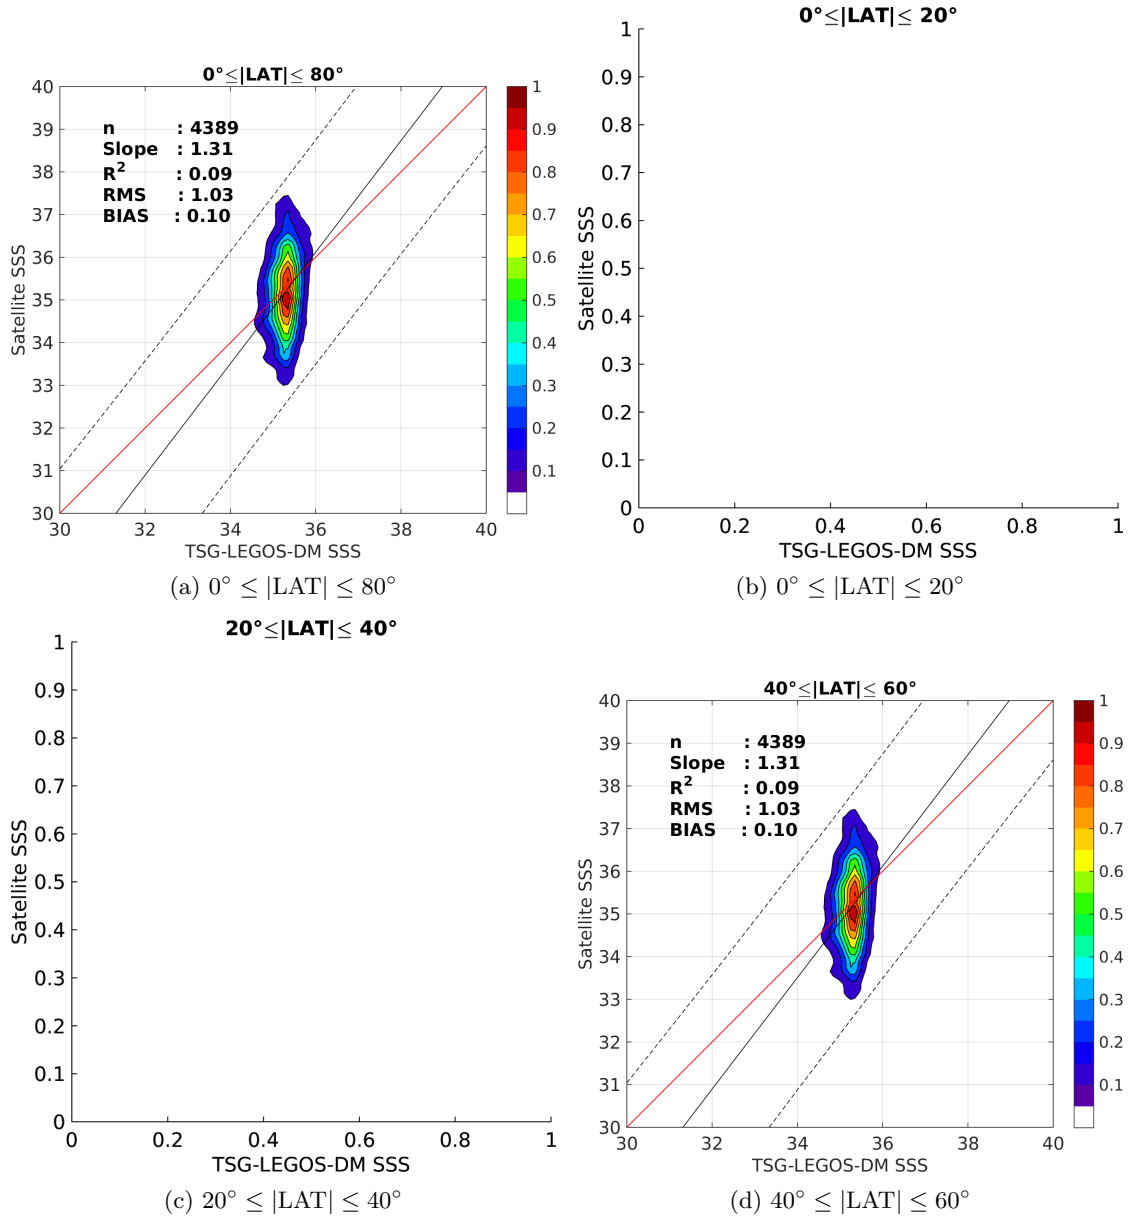 0°≤|LAT|≤ 80°
40
39
38
37
36
35
34
33
32
31
30
n : 4389
Slope : 1.31
R² : 0.09
RMS : 1.03
BIAS : 0.10
Satellite SSS
30 32 34 36 38 40
TSG-LEGOS-DM SSS
1
0.9
0.8
0.7
0.6
0.5
0.4
0.3
0.2
0.1
(a) 0° ≤ |LAT| ≤ 80°
0°≤|LAT|≤ 20°
1
0.9
0.8
0.7
0.6
0.5
0.4
0.3
0.2
0.1
0
Satellite SSS
0 0.2 0.4 0.6 0.8 1
TSG-LEGOS-DM SSS
(b) 0° ≤ |LAT| ≤ 20°
20°≤|LAT|≤ 40°
1
0.9
0.8
0.7
0.6
0.5
0.4
0.3
0.2
0.1
0
Satellite SSS
0 0.2 0.4 0.6 0.8 1
TSG-LEGOS-DM SSS
(c) 20° ≤ |LAT| ≤ 40°
40°≤|LAT|≤ 60°
40
39
38
37
36
35
34
33
32
31
30
n : 4389
Slope : 1.31
R² : 0.09
RMS : 1.03
BIAS : 0.10
Satellite SSS
30 32 34 36 38 40
TSG-LEGOS-DM SSS
1
0.9
0.8
0.7
0.6
0.5
0.4
0.3
0.2
0.1
(d) 40° ≤ |LAT| ≤ 60°